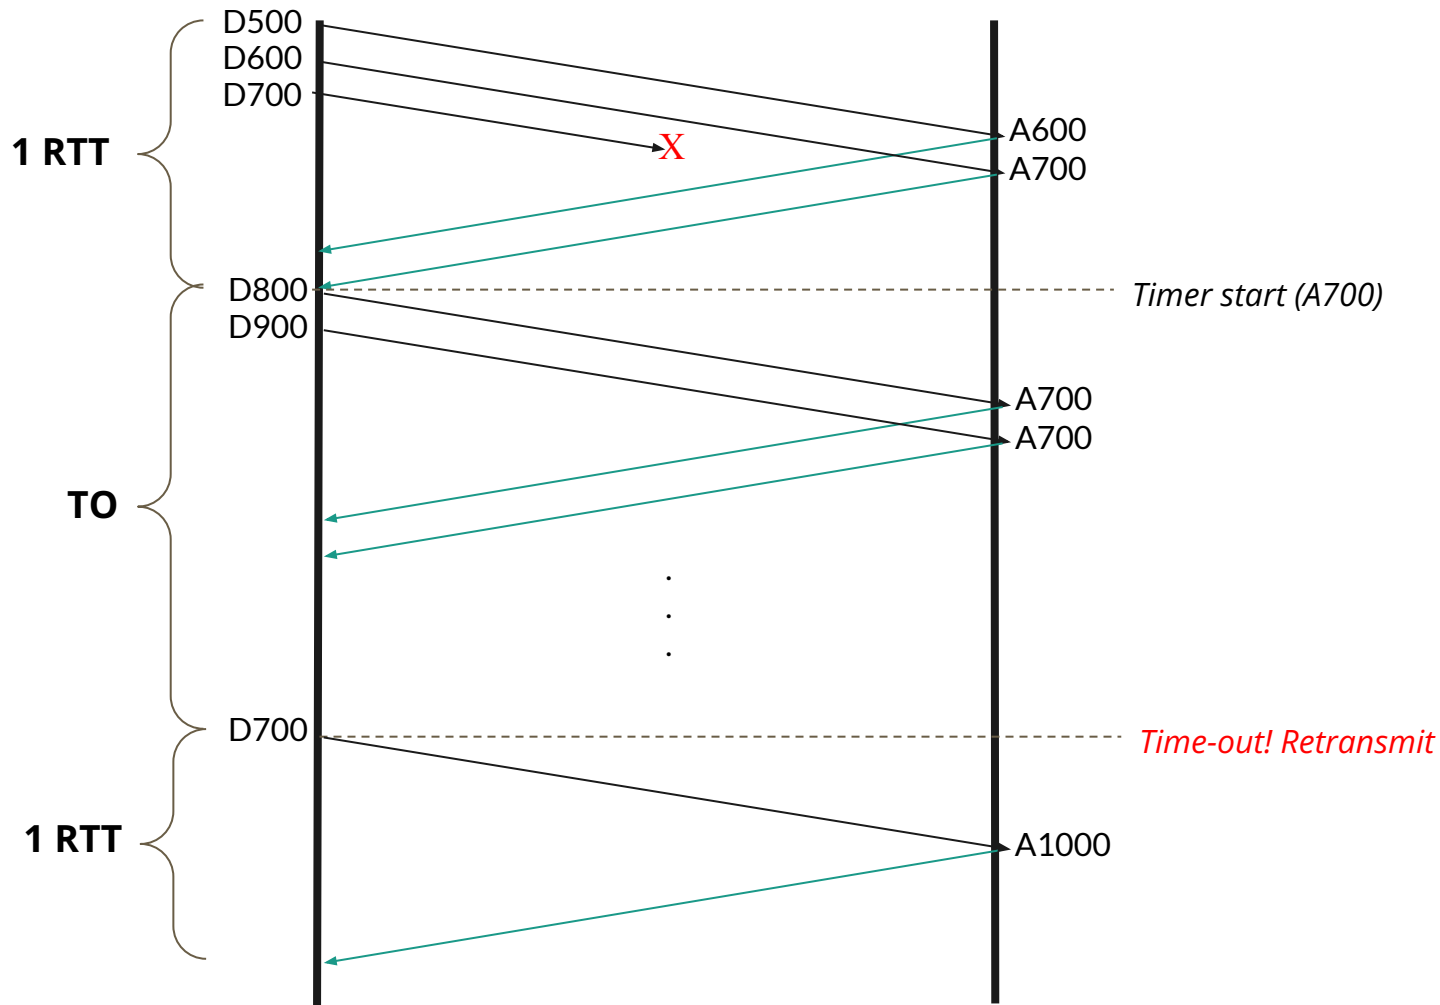 D500
D600
D700
X
A600
A700
1 RTT
D800
D900
Timer start (A700)
A700
A700
TO
.
.
.
D700
Time-out! Retransmit
1 RTT
A1000